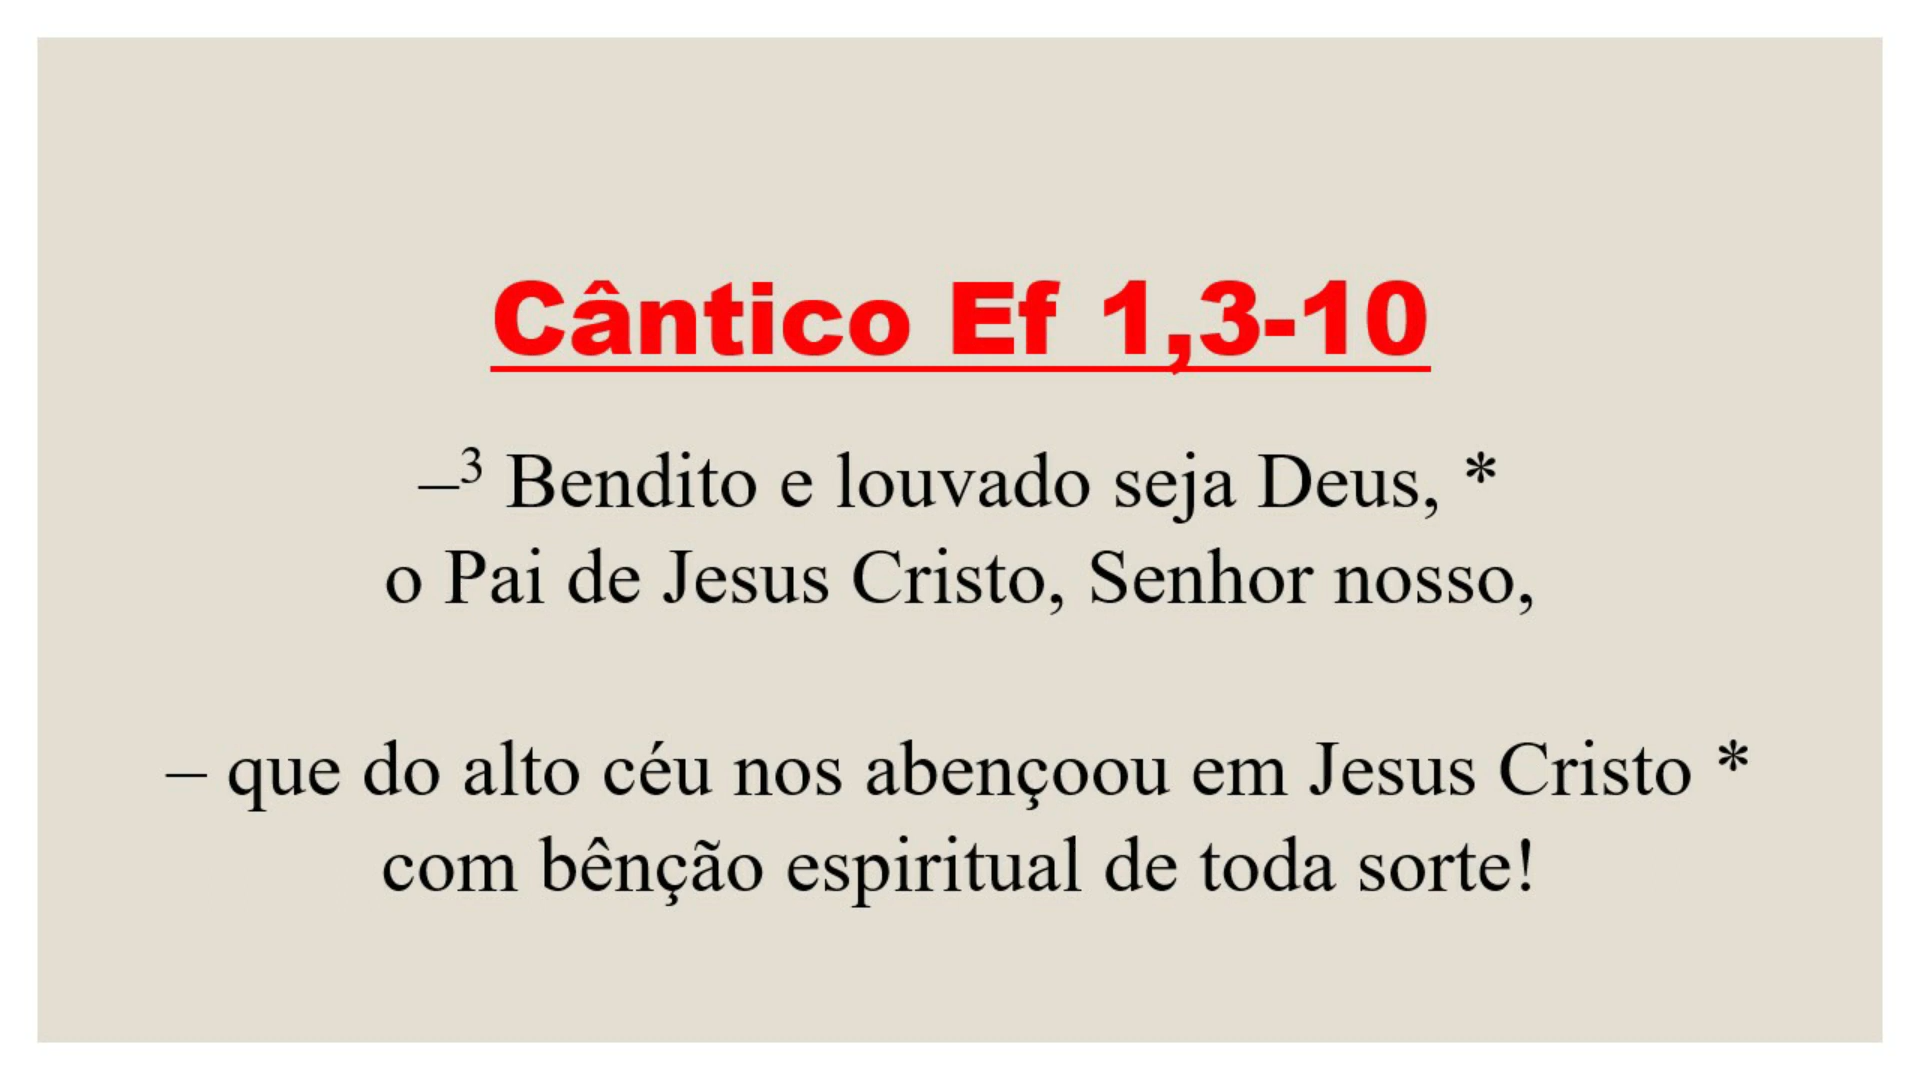 Cântico Ef 1,3-10
–³ Bendito e louvado seja Deus, *
o Pai de Jesus Cristo, Senhor nosso,
– que do alto céu nos abençoou em Jesus Cristo *
com bênção espiritual de toda sorte!